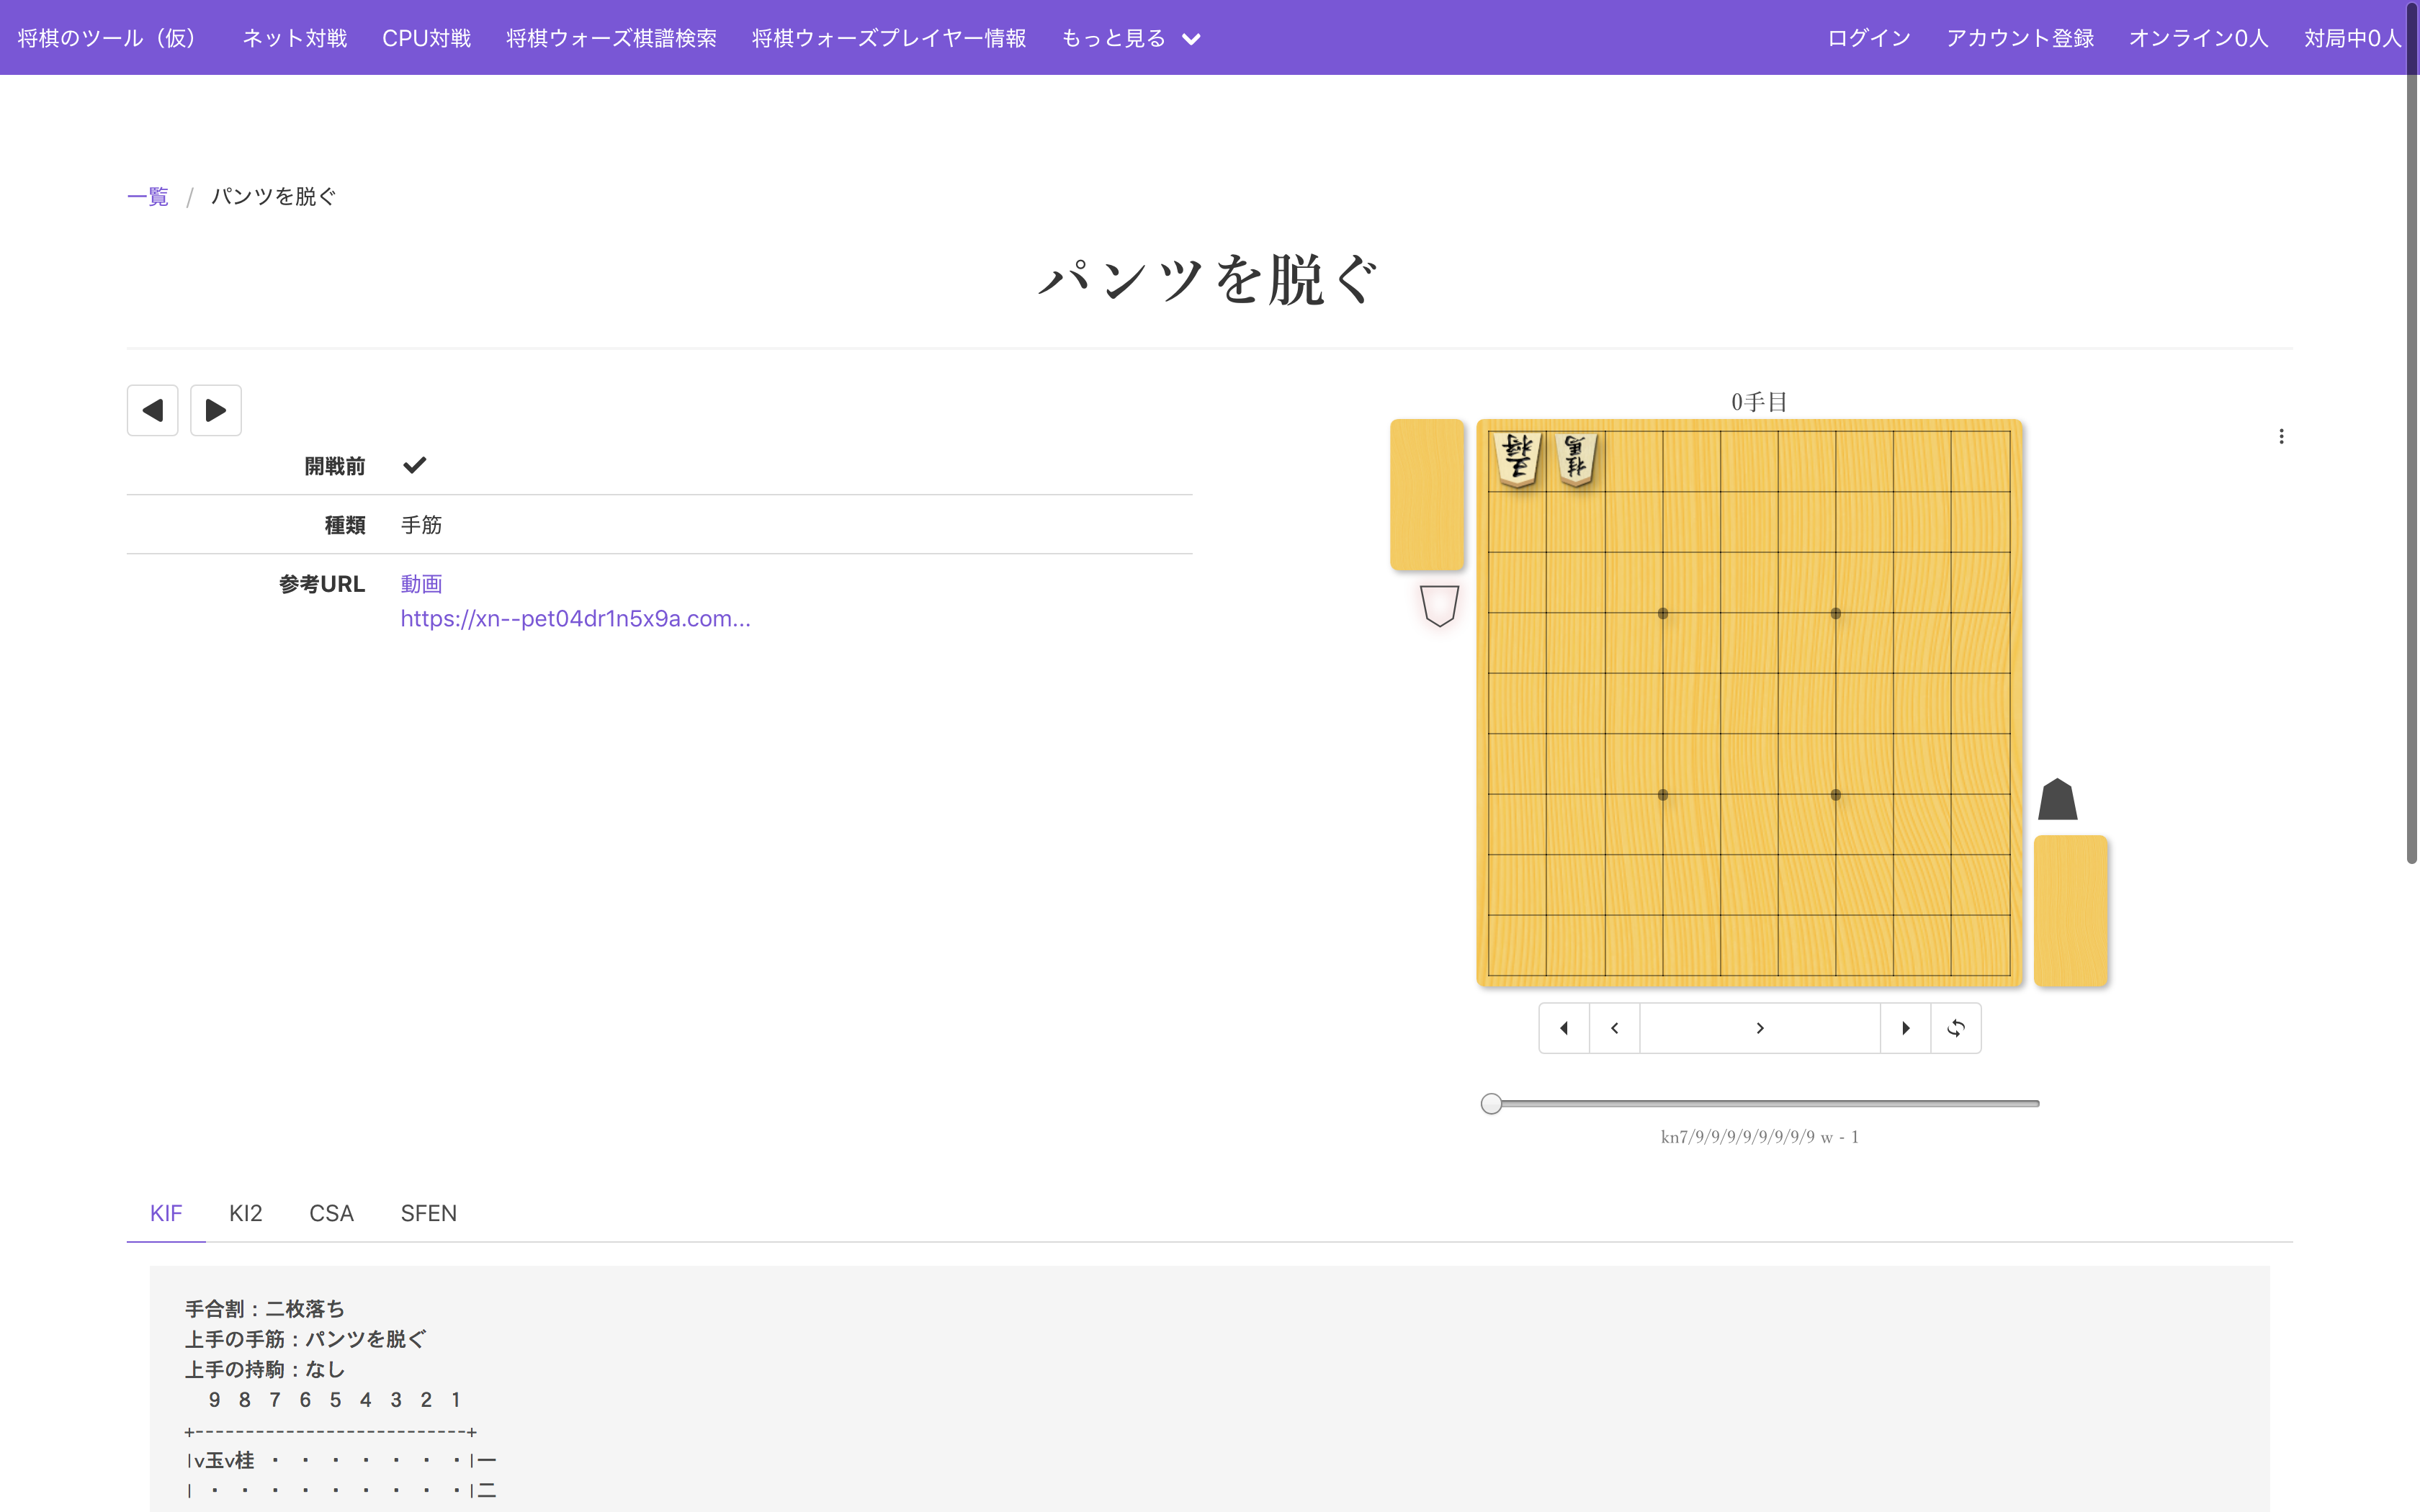 将棋のツール（仮） ネット対戦 CPU対戦 将棋ウォーズ棋譜検索 将棋ウォーズプレイヤー情報 もっと見る ログイン アカウント登録 オンライン0人 対局中0人
一覧 / パンツを脱ぐ
パンツを脱ぐ
開戦前
種類 手筋
参考URL 動画
https://xn--pet04dr1n5x9a.com...
0手目
王将 桂馬
kn7/9/9/9/9/9/9/9/9 w - 1
KIF KI2 CSA SFEN
手合割：二枚落ち
上手の手筋：パンツを脱ぐ
上手の持駒：なし
9 8 7 6 5 4 3 2 1
+---------------------------+
|v玉v桂 ・ ・ ・ ・ ・ ・ ・|一
| ・ ・ ・ ・ ・ ・ ・ ・ ・|二